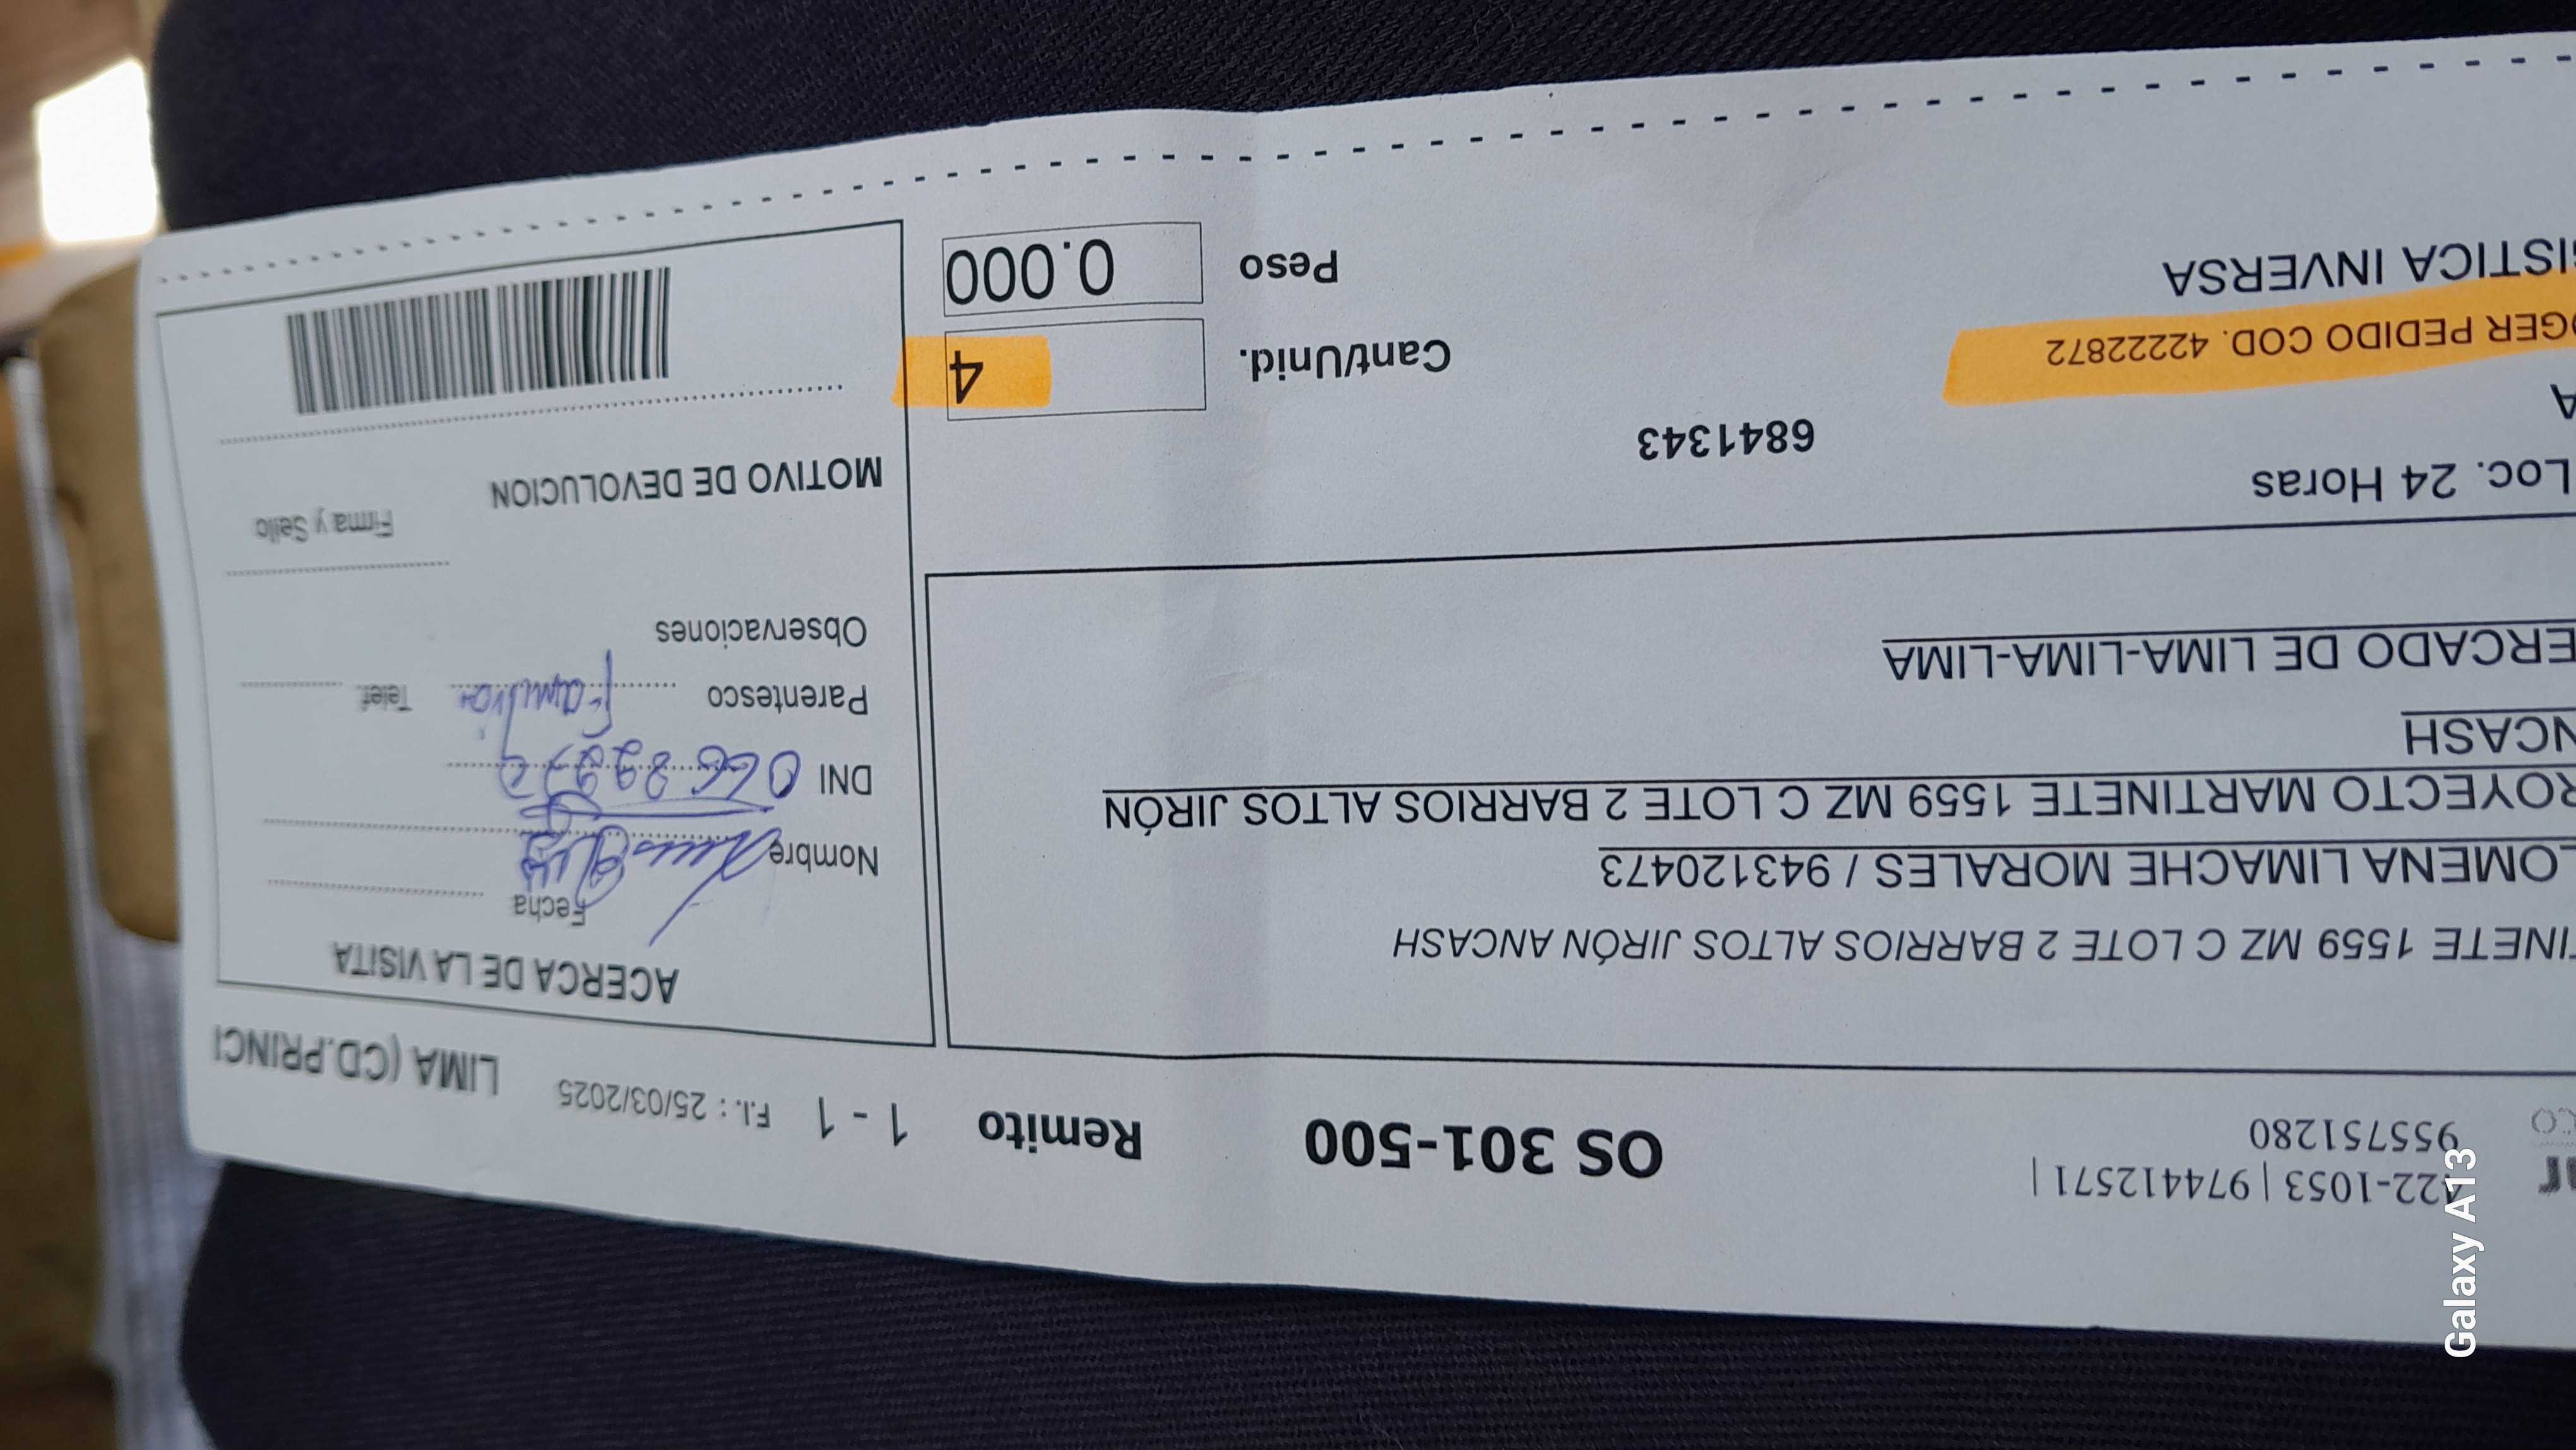 422-1053 | 974412571 |
955751280
OS 301-500
Remito
1 - 1
F.I. : 25/03/2025
LIMA (CD.PRINCI
INETE 1559 MZ C LOTE 2 BARRIOS ALTOS JIRÓN ANCASH
LOMENA LIMACHE MORALES / 943120473
ROYECTO MARTINETE 1559 MZ C LOTE 2 BARRIOS ALTOS JIRÓN
NCASH
ERCADO DE LIMA-LIMA-LIMA
Loc. 24 Horas
6841343
A
OGER PEDIDO COD. 4222872
Cant/Unid.
4
ISTICA INVERSA
Peso
0.000
ACERCA DE LA VISITA
Fecha
Nombre
DNI
Parentesco Familiar Telef.
Observaciones
Firma y Sello
MOTIVO DE DEVOLUCION
Galaxy A13